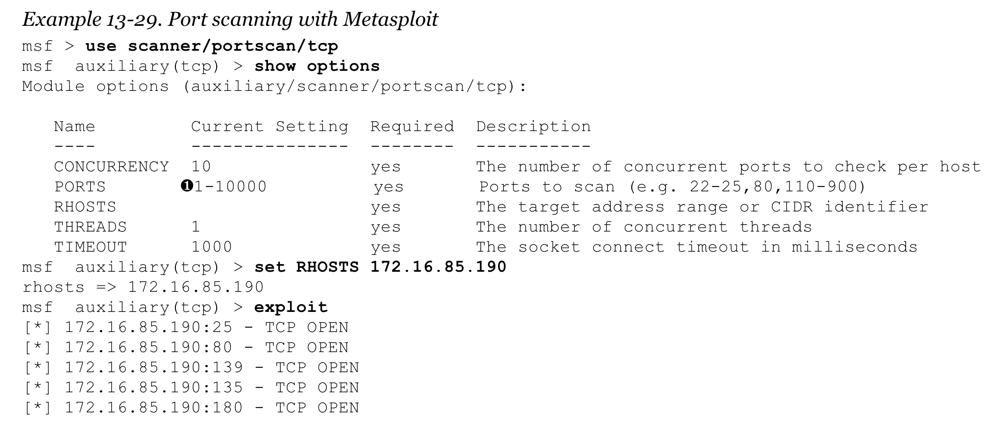 Example 13-29. Port scanning with Metasploit
msf > use scanner/portscan/tcp
msf  auxiliary(tcp) > show options
Module options (auxiliary/scanner/portscan/tcp):
Name         Current Setting  Required  Description
----         ---------------  --------  -----------
CONCURRENCY  10               yes       The number of concurrent ports to check per host
PORTS       ❶1-10000          yes       Ports to scan (e.g. 22-25,80,110-900)
RHOSTS                        yes       The target address range or CIDR identifier
THREADS      1                yes       The number of concurrent threads
TIMEOUT      1000             yes       The socket connect timeout in milliseconds
msf  auxiliary(tcp) > set RHOSTS 172.16.85.190
rhosts => 172.16.85.190
msf  auxiliary(tcp) > exploit
[*] 172.16.85.190:25 - TCP OPEN
[*] 172.16.85.190:80 - TCP OPEN
[*] 172.16.85.190:139 - TCP OPEN
[*] 172.16.85.190:135 - TCP OPEN
[*] 172.16.85.190:180 - TCP OPEN